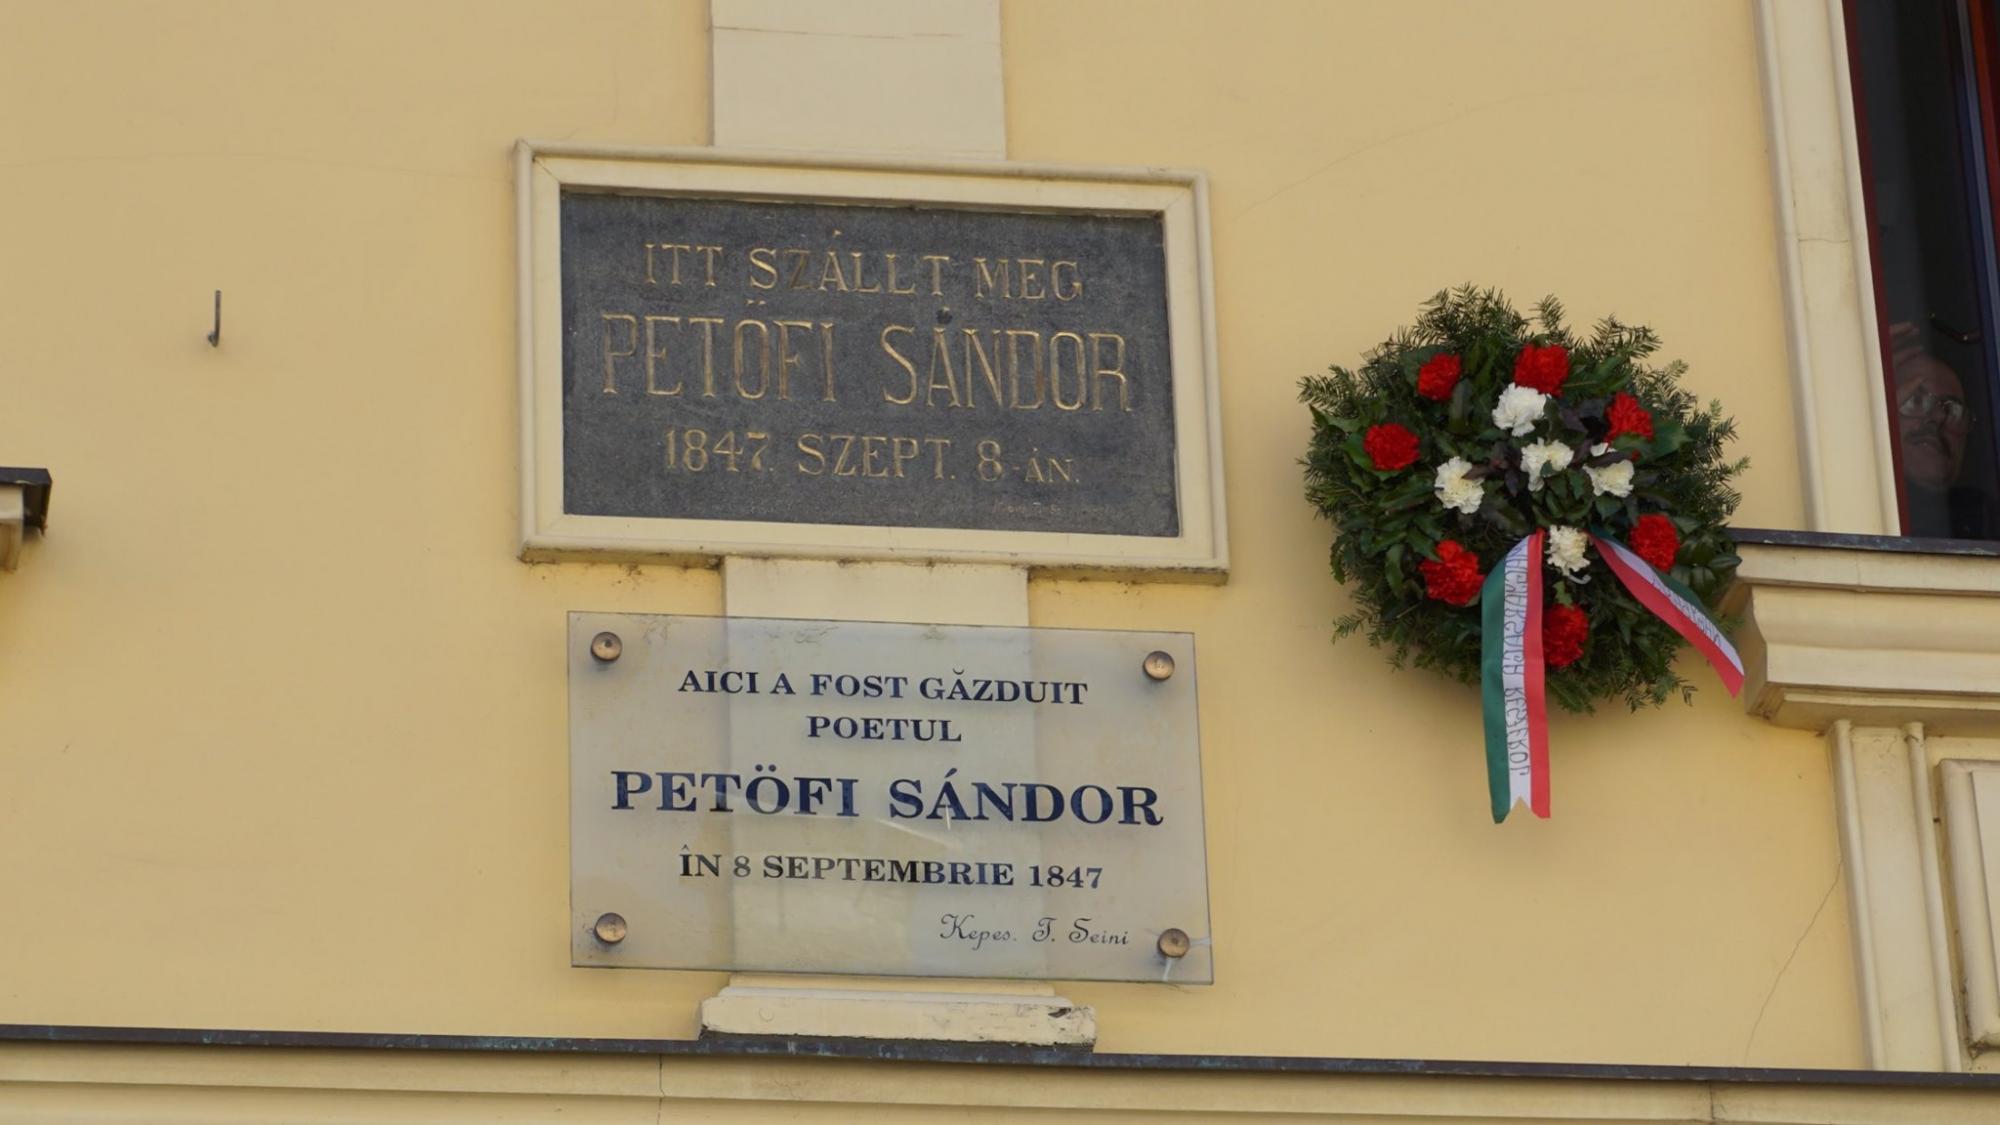 ITT SZÁLLT MEG
PETŐFI SÁNDOR
1847. SZEPT. 8-ÁN.
AICI A FOST GĂZDUIT
POETUL
PETÖFI SÁNDOR
ÎN 8 SEPTEMBRIE 1847
Kepes. T. Seini